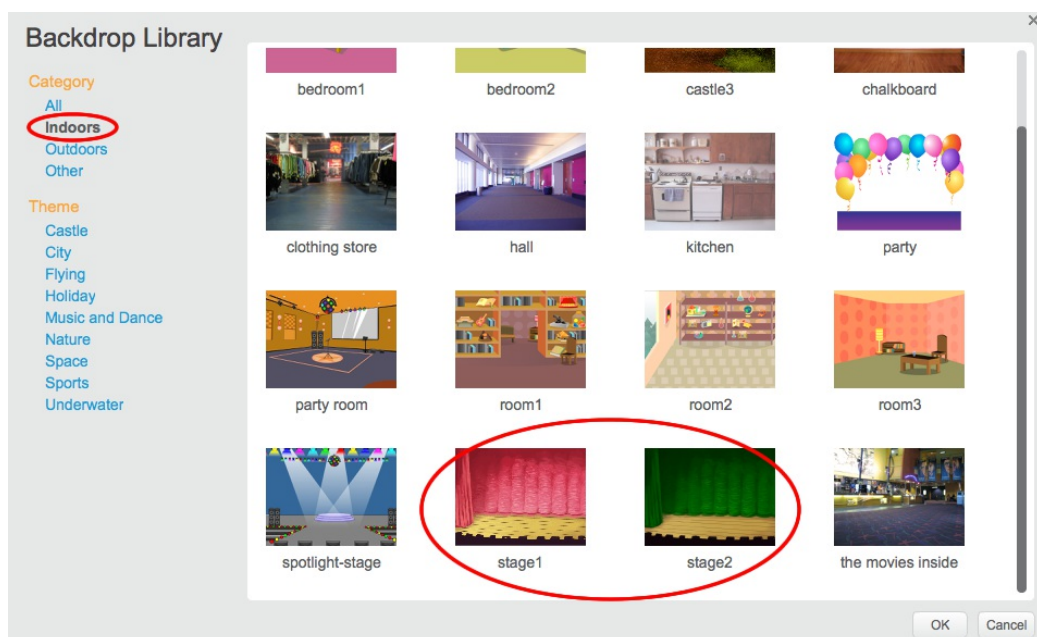 Backdrop Library
×
Category
All
Indoors
Outdoors
Other
Theme
Castle
City
Flying
Holiday
Music and Dance
Nature
Space
Sports
Underwater
bedroom1 bedroom2 castle3 chalkboard
clothing store hall kitchen party
party room room1 room2 room3
spotlight-stage stage1 stage2 the movies inside
OK Cancel